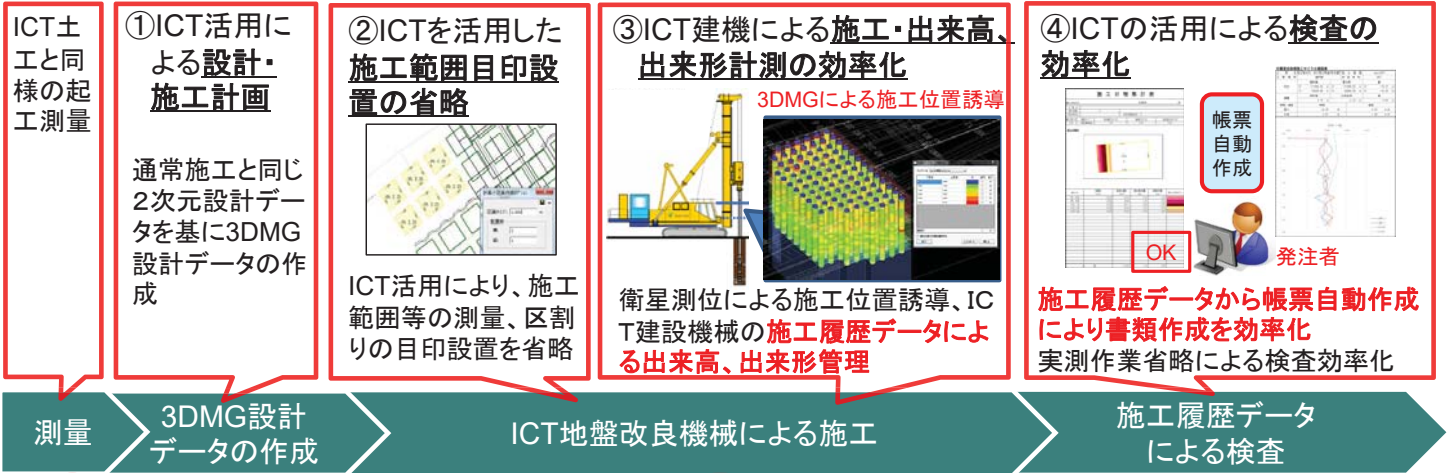 ICT土
工と同
様の起
工測量
①ICT活用に
よる設計・
施工計画
通常施工と同じ
2次元設計デー
タを基に3DMG
設計データの作
成
②ICTを活用した
施工範囲目印設
置の省略
ICT活用により、施工
範囲等の測量、区割
りの目印設置を省略
③ICT建機による施工・出来高、
出来形計測の効率化
3DMGによる施工位置誘導
衛星測位による施工位置誘導、IC
T建設機械の施工履歴データによ
る出来高、出来形管理
④ICTの活用による検査の
効率化
施工日報集計表
帳票
自動
作成
OK
発注者
施工履歴データから帳票自動作成
により書類作成を効率化
実測作業省略による検査効率化
測量
3DMG設計
データの作成
ICT地盤改良機械による施工
施工履歴データ
による検査